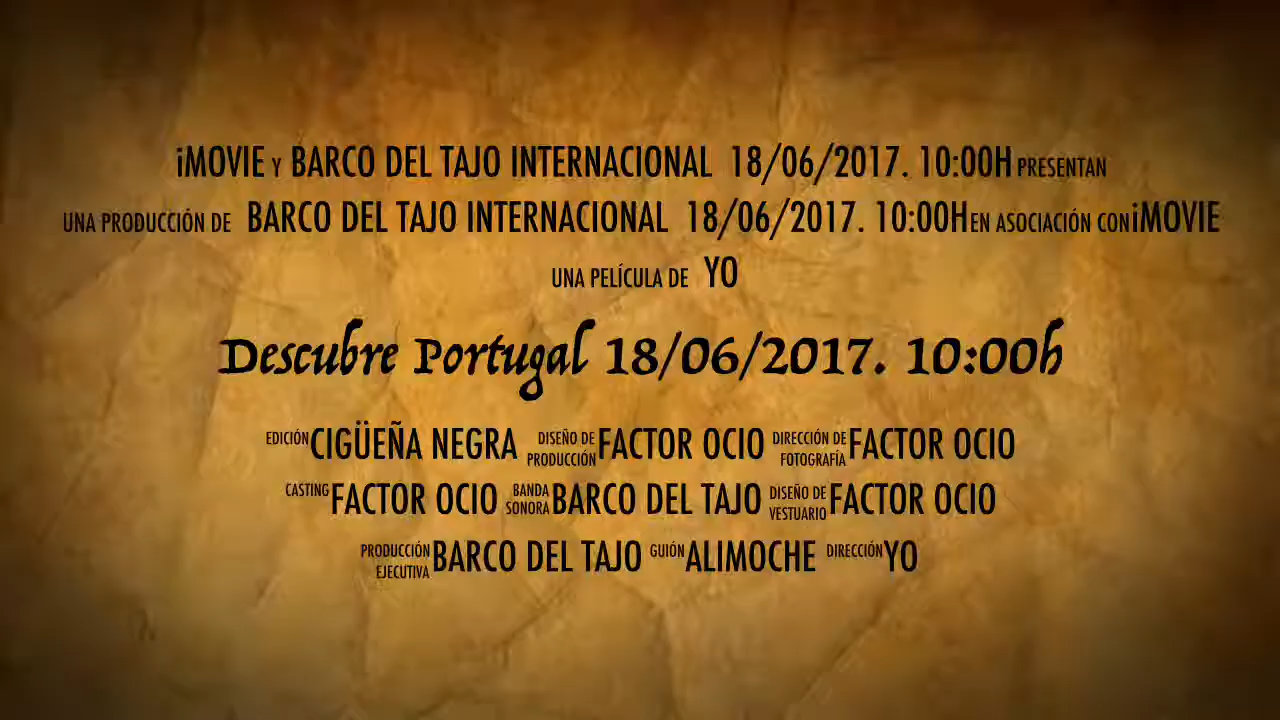 iMOVIE Y BARCO DEL TAJO INTERNACIONAL 18/06/2017. 10:00H PRESENTAN
UNA PRODUCCIÓN DE BARCO DEL TAJO INTERNACIONAL 18/06/2017. 10:00H EN ASOCIACIÓN CON iMOVIE
UNA PELÍCULA DE YO
Descubre Portugal 18/06/2017. 10:00h
EDICIÓN CIGÜEÑA NEGRA DISEÑO DE PRODUCCIÓN FACTOR OCIO DIRECCIÓN DE FOTOGRAFÍA FACTOR OCIO
CASTING FACTOR OCIO BANDA SONORA BARCO DEL TAJO DISEÑO DE VESTUARIO FACTOR OCIO
PRODUCCIÓN EJECUTIVA BARCO DEL TAJO GUIÓN ALIMOCHE DIRECCIÓN YO